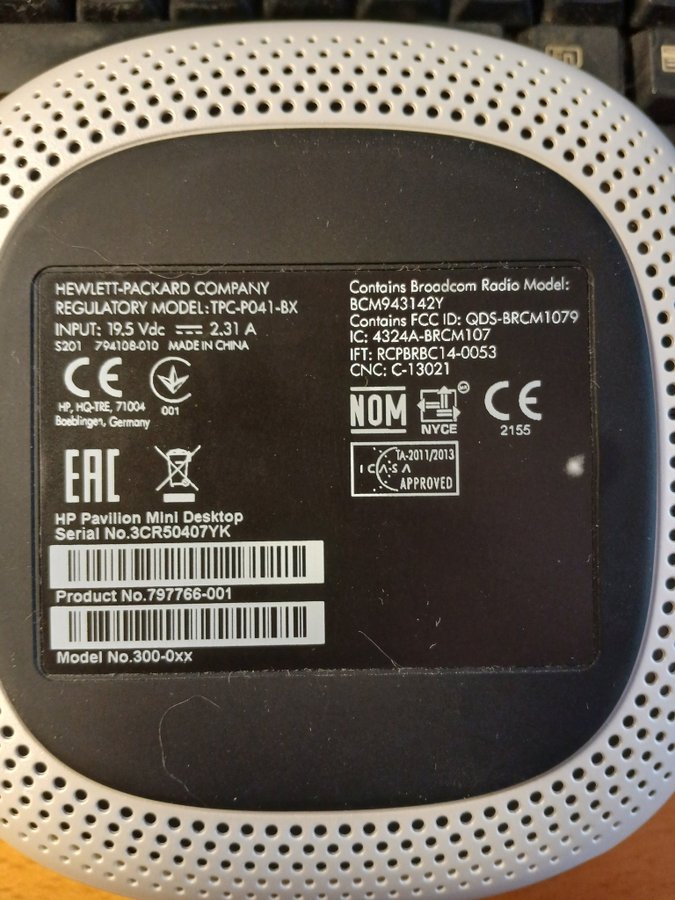 HEWLETT-PACKARD COMPANY
REGULATORY MODEL: TPC-P041-BX
INPUT: 19.5 Vdc ⎓ 2.31 A
S201 794108-010 MADE IN CHINA
CE
001
HP, HQ-TRE, 71004
Boeblingen, Germany
EAC
HP Pavilion Mini Desktop
Serial No.3CR50407YK
Product No.797766-001
Model No.300-0xx
Contains Broadcom Radio Model:
BCM943142Y
Contains FCC ID: QDS-BRCM1079
IC: 4324A-BRCM107
IFT: RCPBRBC14-0053
CNC: C-13021
NOM
NYCE
CE
2155
TA-2011/2013
ICASA
APPROVED